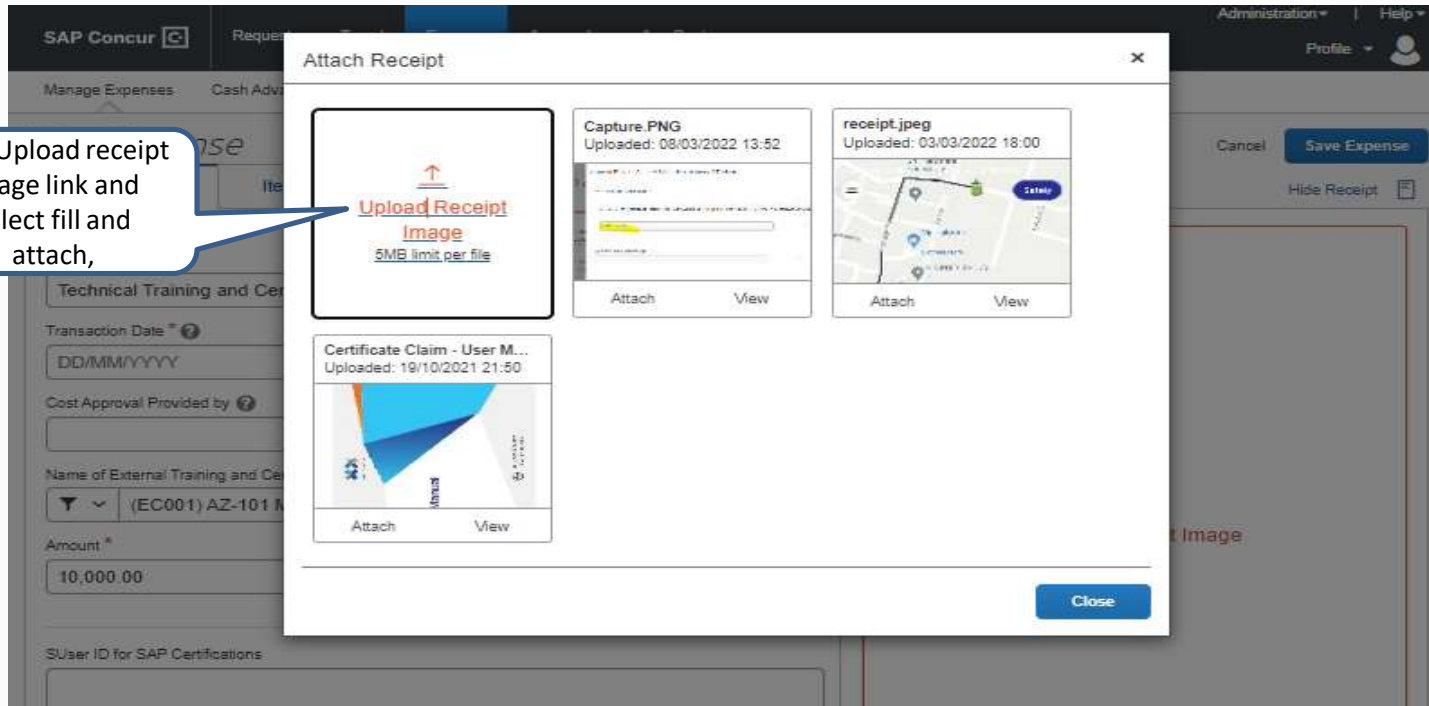 Administration | Help
SAP Concur C
Profile
Attach Receipt ×
Manage Expenses
Upload receipt
link and
fill and
attach,
Cancel Save Expense
Hide Receipt
Upload Receipt
Image
5MB limit per file
Capture.PNG
Uploaded: 08/03/2022 13:52
Attach View
receipt.jpeg
Uploaded: 03/03/2022 18:00
Safety
Attach View
Certificate Claim - User M...
Uploaded: 19/10/2021 21:50
Manual
Attach View
Technical Training and Cer
Transaction Date *
DD/MM/YYYY
Cost Approval Provided by
Name of External Training and Ce
(EC001) AZ-101 M
Amount *
10,000.00
Image
Close
SUser ID for SAP Certifications